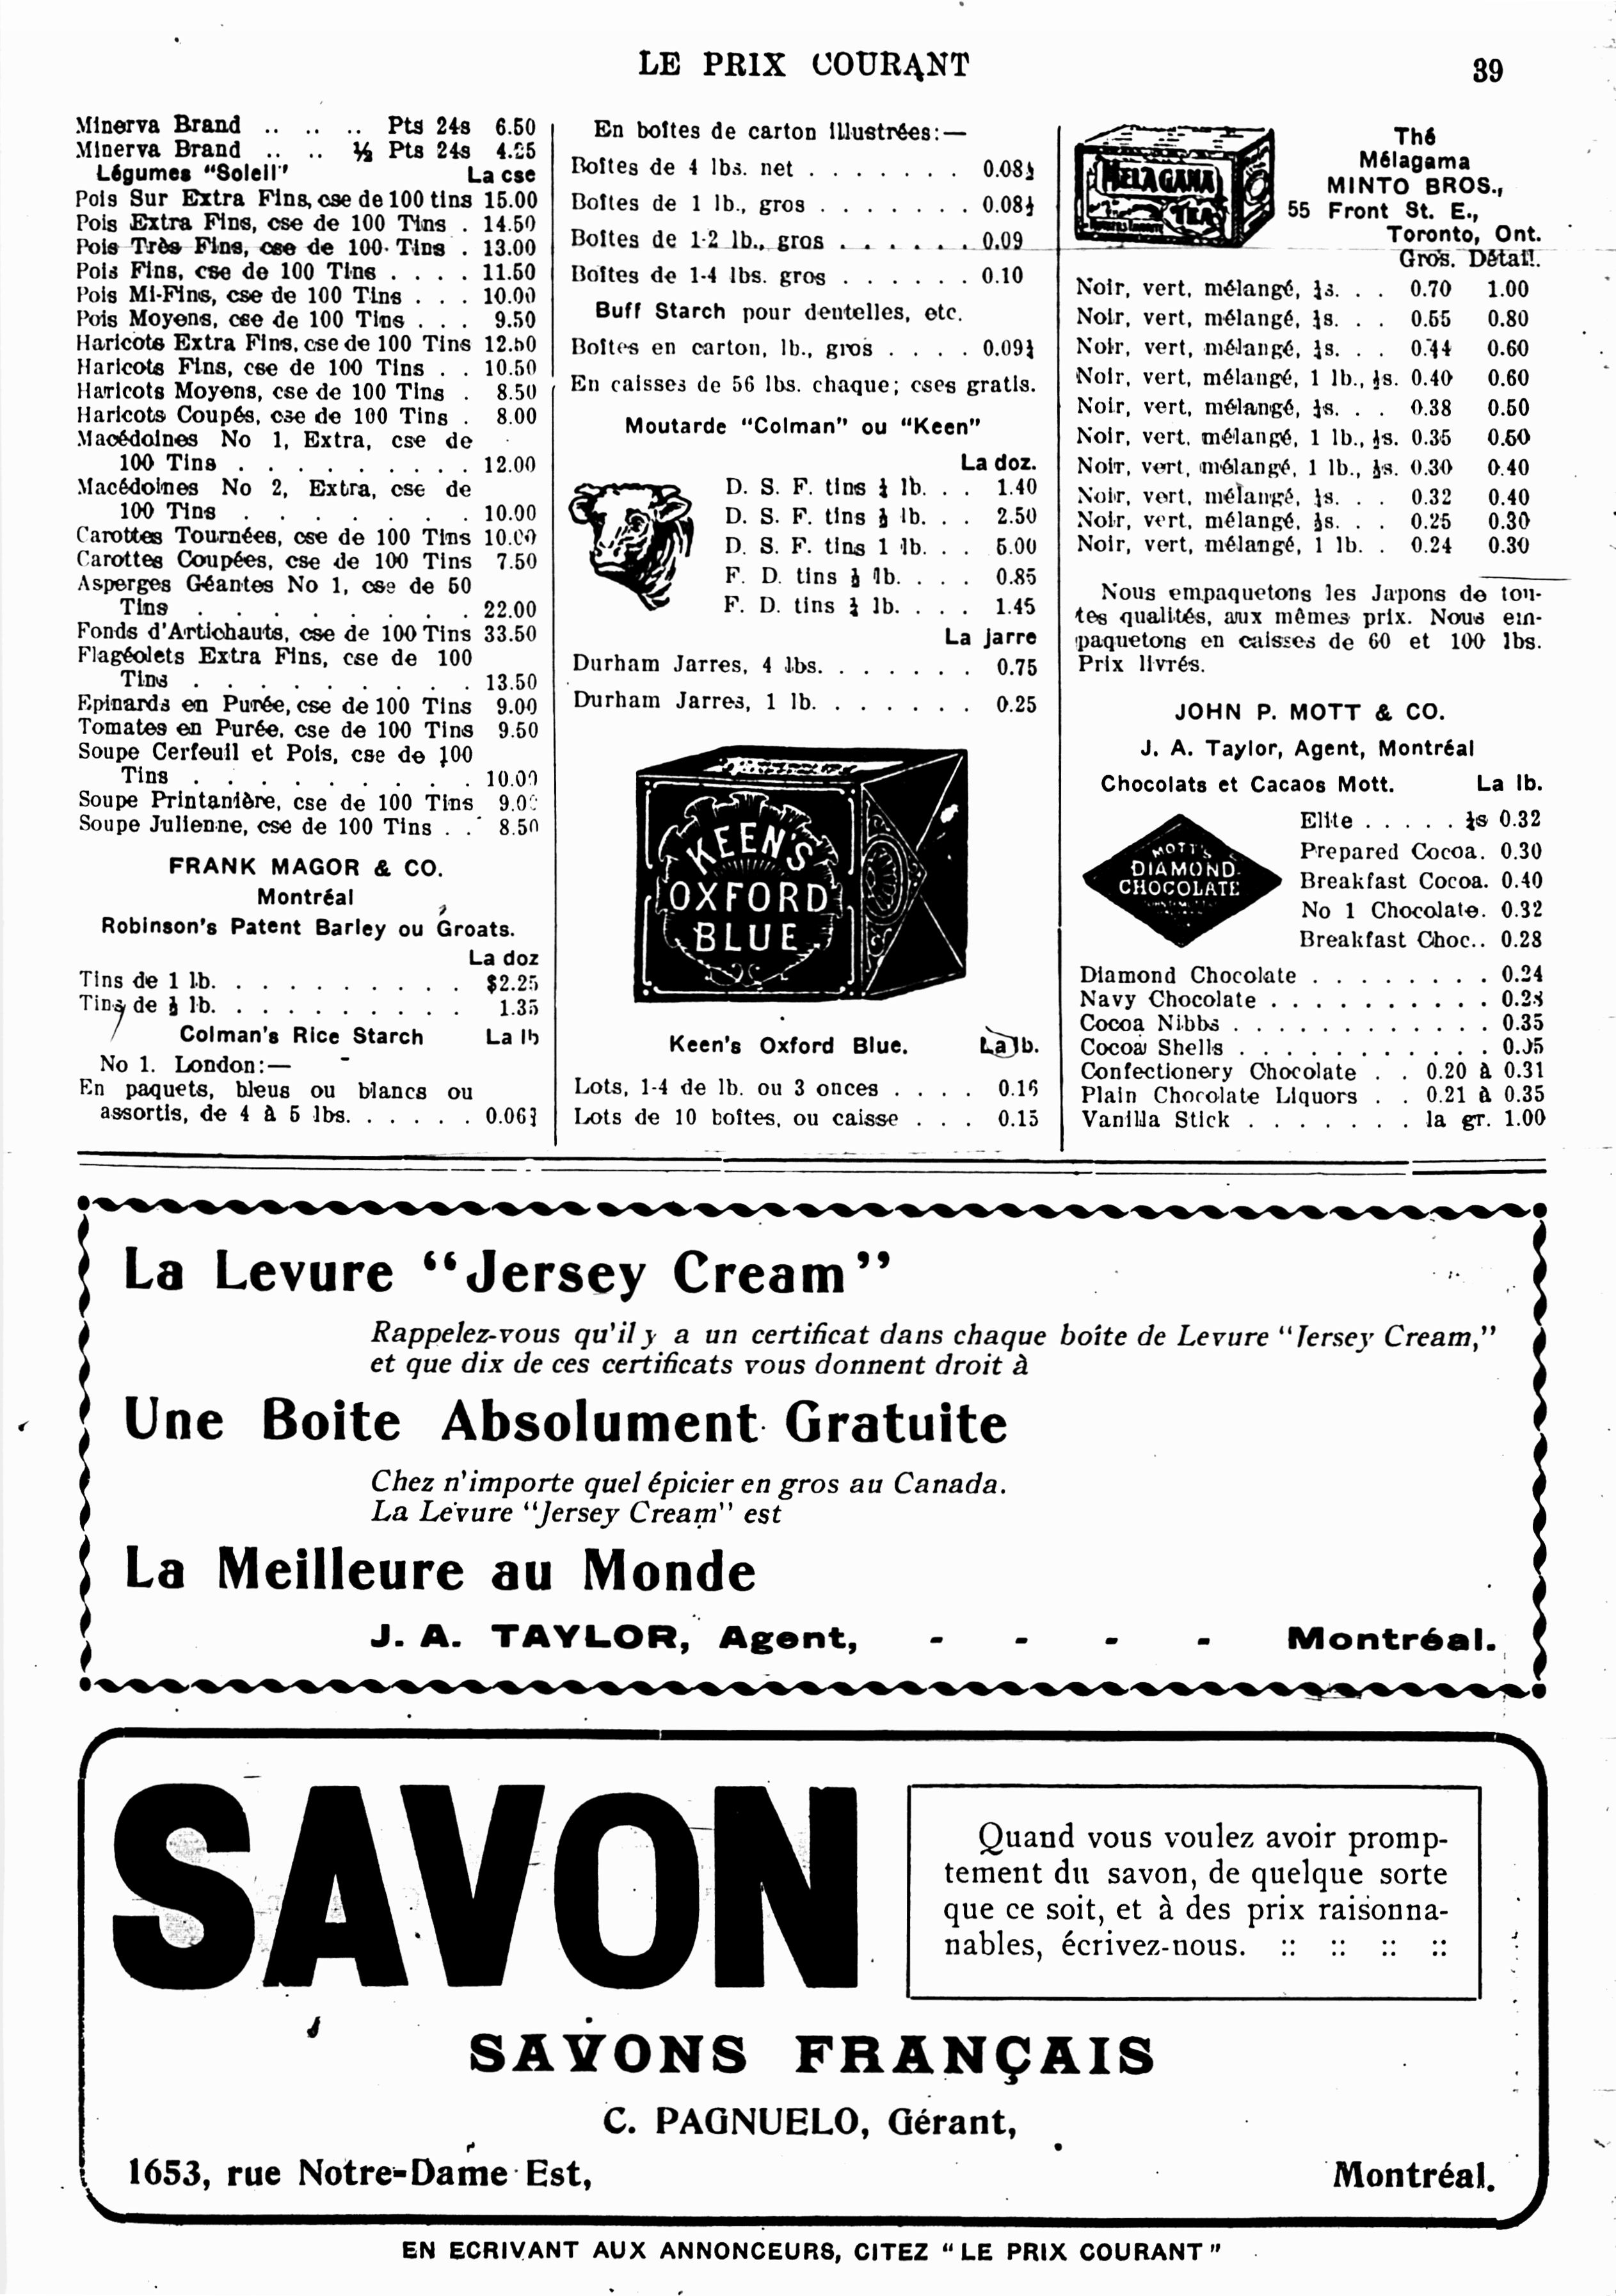 LE PRIX COURANT
39
Minerva Brand .. .. .. Pts 24s 6.50
Minerva Brand .. .. ½ Pts 24s 4.25
Légumes "Soleil" La cse
Pois Sur Extra Fins, cse de 100 tins 15.00
Pois Extra Fins, cse de 100 Tins . 14.50
Pois Très Fins, cse de 100 Tins . 13.00
Pois Fins, cse de 100 Tins . . . . 11.50
Pois Mi-Fins, cse de 100 Tins . . . 10.00
Pois Moyens, cse de 100 Tins . . . 9.50
Haricots Extra Fins, cse de 100 Tins 12.50
Haricots Fins, cse de 100 Tins . . 10.50
Haricots Moyens, cse de 100 Tins . 8.50
Haricots Coupés, cse de 100 Tins . 8.00
Macédoines No 1, Extra, cse de
100 Tins . . . . . . . . . 12.00
Macédoines No 2, Extra, cse de
100 Tins . . . . . . . . . 10.00
Carottes Tournées, cse de 100 Tins 10.00
Carottes Coupées, cse de 100 Tins 7.50
Asperges Géantes No 1, cse de 50
Tins . . . . . . . . . 22.00
Fonds d'Artichauts, cse de 100 Tins 33.50
Flagéolets Extra Fins, cse de 100
Tins . . . . . . . . . . 13.50
Epinards en Purée, cse de 100 Tins 9.00
Tomates en Purée, cse de 100 Tins 9.50
Soupe Cerfeuil et Pois, cse de 100
Tins . . . . . . . . . . 10.00
Soupe Printanière, cse de 100 Tins
Soupe Julienne, cse de 100 Tins . . 8.50
FRANK MAGOR & CO.
Montréal
Robinson's Patent Barley ou Groats.
La doz
Tins de 1 lb. . . . . . . . . . . $2.25
Tins de ½ lb. . . . . . . . . . . 1.35
Colman's Rice Starch La lb
No 1. London:—
En paquets, bleus ou blancs ou
assortis, de 4 à 5 lbs. . . . . . 0.06¾
En boîtes de carton illustrées:—
Boîtes de 4 lbs. net . . . . . . .
Boîtes de 1 lb., gros . . . . . . .
Boîtes de 1-2 lb., gros . . . . . . 0.09
Boîtes de 1-4 lbs. gros . . . . . . 0.10
Buff Starch pour dentelles, etc.
Boîtes en carton, lb., gros . . . .
En caisses de 56 lbs. chaque; cses gratis.
Moutarde "Colman" ou "Keen"
La doz.
D. S. F. tins ¼ lb. . . 1.40
D. S. F. tins ½ lb. . . 2.50
D. S. F. tins 1 lb. . . 5.00
F. D. tins lb. . . . 0.85
F. D. tins lb. . . . 1.45
La jarre
Durham Jarres, 4 lbs. . . . . . . 0.75
Durham Jarres, 1 lb. . . . . . . 0.25
KEEN'S
OXFORD
BLUE
Keen's Oxford Blue. La lb.
Lots, 1-4 de lb. ou 3 onces . . . . 0.16
Lots de 10 boîtes, ou caisse . . . 0.15
MELAGAMA
TEA
Thé
Mélagama
MINTO BROS.,
55 Front St. E.,
Toronto, Ont.
Gros. Détail.
Noir, vert, mélangé, . . 0.70 1.00
Noir, vert, mélangé, . . 0.55 0.80
Noir, vert, mélangé, . . 0.44 0.60
Noir, vert, mélangé, 1 lb., 0.40 0.60
Noir, vert, mélangé, . . 0.38 0.50
Noir, vert, mélangé, 1 lb., 0.35 0.50
Noir, vert, mélangé, 1 lb., 0.30 0.40
Noir, vert, mélangé, . . 0.32 0.40
Noir, vert, mélangé, . . 0.25 0.30
Noir, vert, mélangé, 1 lb. . 0.24 0.30
Nous empaquetons les Japons de tou-
tes qualités, aux mêmes prix. Nous em-
paquetons en caisses de 60 et 100 lbs.
Prix livrés.
JOHN P. MOTT & CO.
J. A. Taylor, Agent, Montréal
Chocolats et Cacaos Mott. La lb.
MOTT'S
DIAMOND
CHOCOLATE
Elite . . . . . 0.32
Prepared Cocoa. 0.30
Breakfast Cocoa. 0.40
No 1 Chocolate. 0.32
Breakfast Choc.. 0.28
Diamond Chocolate . . . . . . . . 0.24
Navy Chocolate . . . . . . . . . . 0.28
Cocoa Nibbs . . . . . . . . . . . . 0.35
Cocoa Shells . . . . . . . . . . . 0.05
Confectionery Chocolate . . 0.20 à 0.31
Plain Chocolate Liquors . . 0.21 à 0.35
Vanilla Stick . . . . . . . la gr. 1.00
La Levure "Jersey Cream"
Rappelez-vous qu'il y a un certificat dans chaque boîte de Levure "Jersey Cream,"
et que dix de ces certificats vous donnent droit à
Une Boite Absolument Gratuite
Chez n'importe quel épicier en gros au Canada.
La Levure "Jersey Cream" est
La Meilleure au Monde
J. A. TAYLOR, Agent, - - - - Montréal.
SAVON
Quand vous voulez avoir promp-
tement du savon, de quelque sorte
que ce soit, et à des prix raisonna-
nables, écrivez-nous. :: :: :: ::
SAVONS FRANÇAIS
C. PAGNUELO, Gérant,
1653, rue Notre-Dame Est, Montréal.
EN ECRIVANT AUX ANNONCEURS, CITEZ "LE PRIX COURANT"